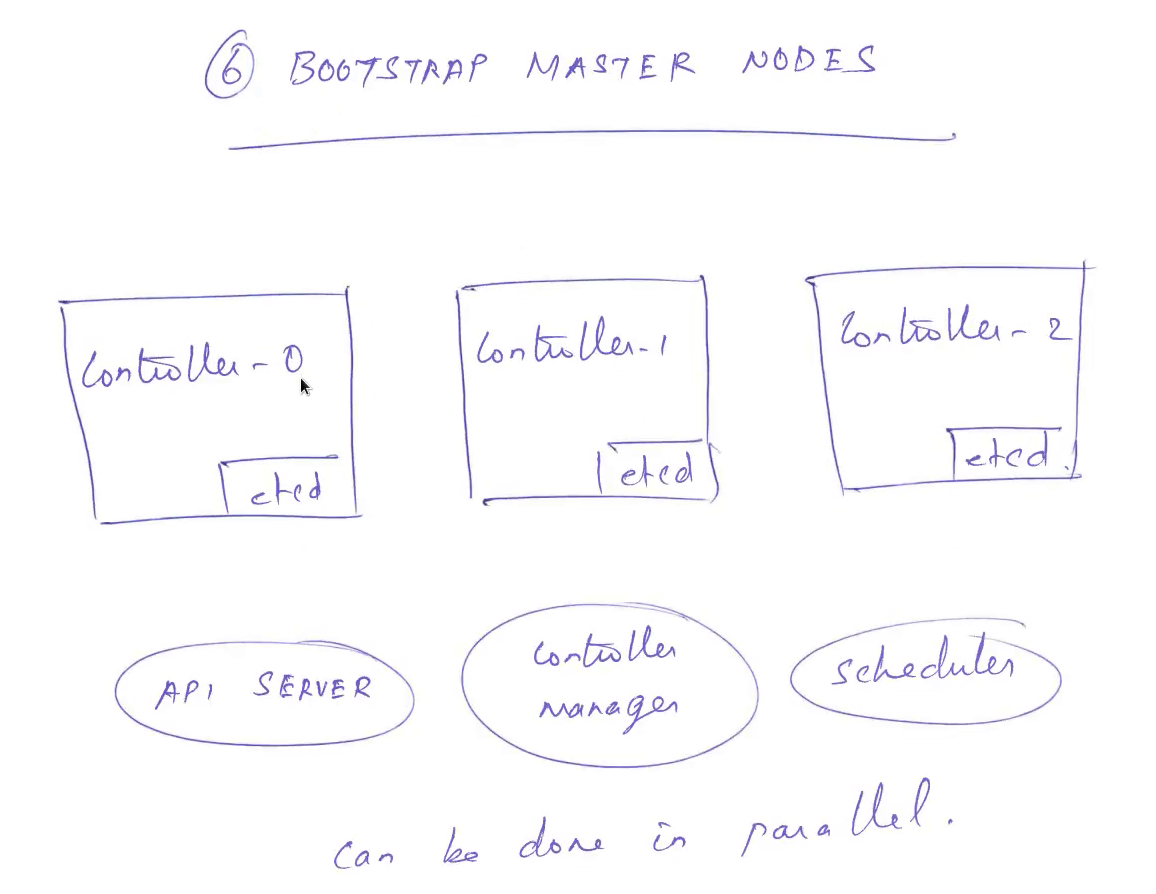 6 BOOTSTRAP MASTER NODES
Controller - 0
Controller - 1
Controller - 2
etcd
etcd
etcd
API SERVER
Controller
manager
Scheduler
Can be done in parallel.